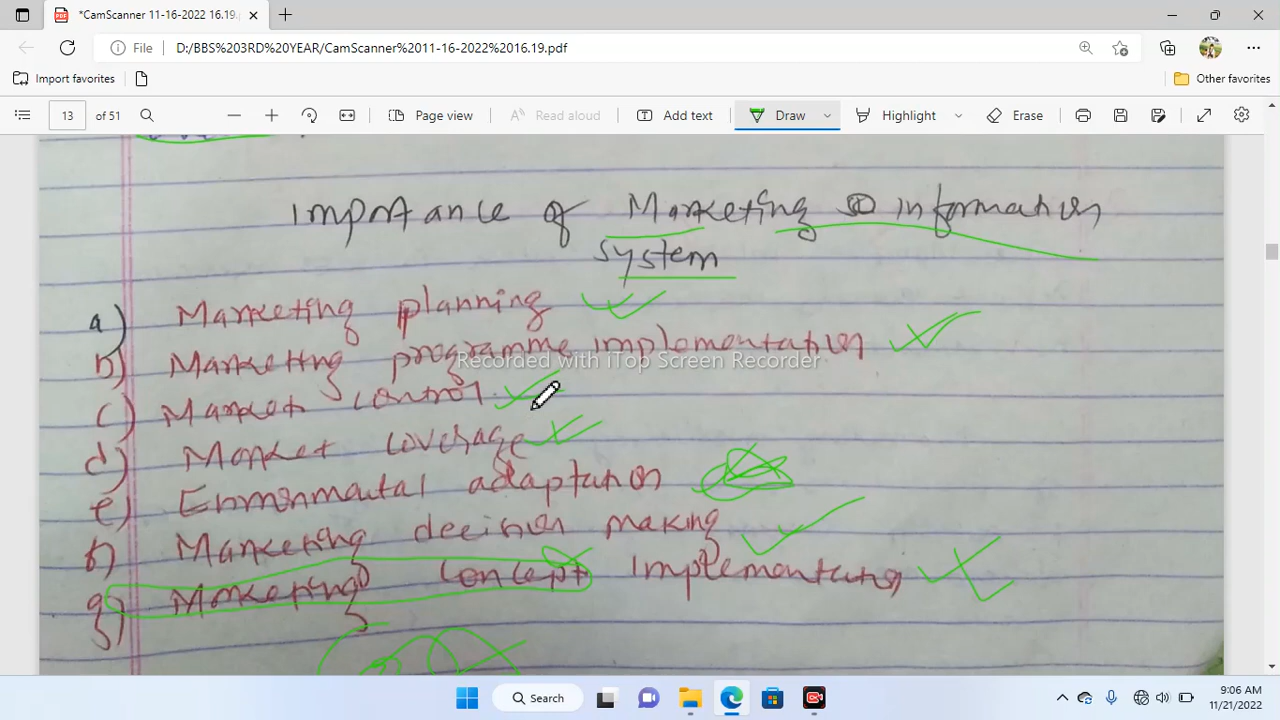 *CamScanner 11-16-2022 16.19.p
File D:/BBS%203RD%20YEAR/CamScanner%2011-16-2022%2016.19.pdf
Import favorites Other favorites
13 of 51 Page view Read aloud Add text Draw Highlight Erase
Importance of Marketing information
system
a) Marketing planning
b) Marketing programme implementation
Recorded with iTop Screen Recorder
c) Market control
d) Market coverage
e) Environmental adaptation
f) Marketing decision making
g) Marketing concept implementing
Search
9:06 AM
11/21/2022